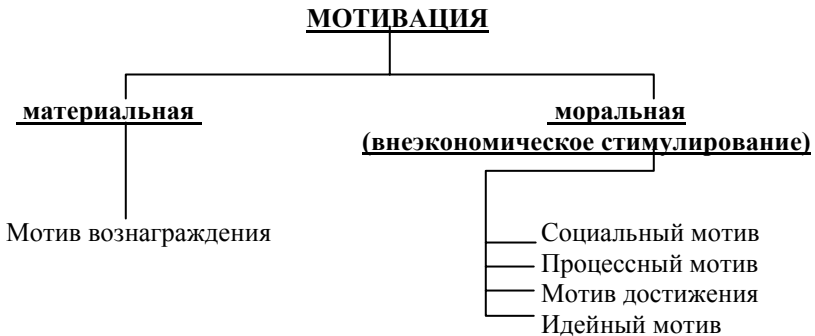 МОТИВАЦИЯ
материальная
моральная
(внеэкономическое стимулирование)
Мотив вознаграждения
Социальный мотив
Процессный мотив
Мотив достижения
Идейный мотив